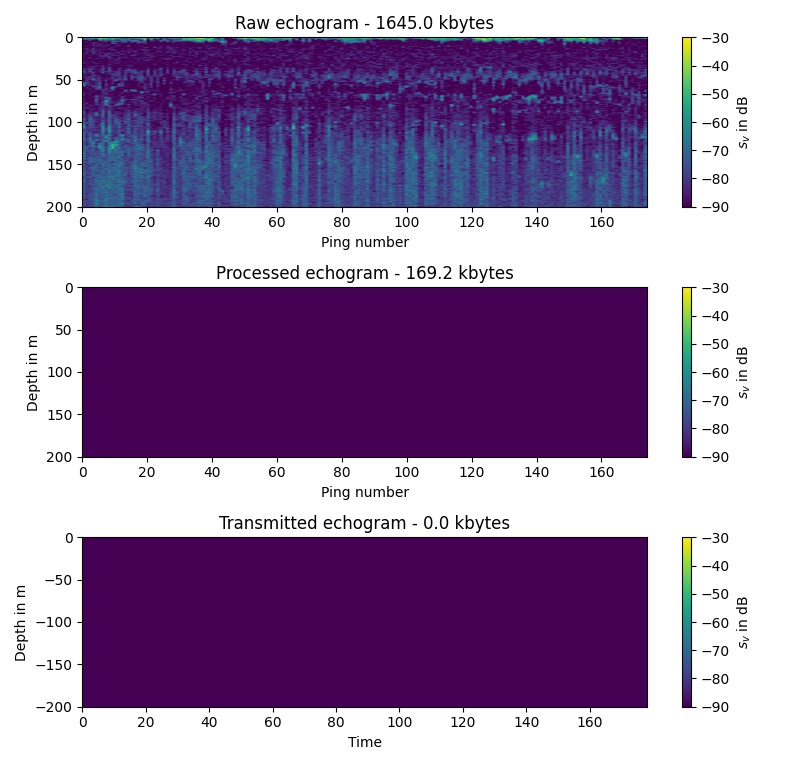 Raw echogram - 1645.0 kbytes
0
50
100
150
200
Depth in m
0 20 40 60 80 100 120 140 160
Ping number
−30
−40
−50
−60
−70
−80
−90
sv in dB
Processed echogram - 169.2 kbytes
0
50
100
150
200
Depth in m
0 20 40 60 80 100 120 140 160
Ping number
−30
−40
−50
−60
−70
−80
−90
sv in dB
Transmitted echogram - 0.0 kbytes
0
−50
−100
−150
−200
Depth in m
0 20 40 60 80 100 120 140 160
Time
−30
−40
−50
−60
−70
−80
−90
sv in dB